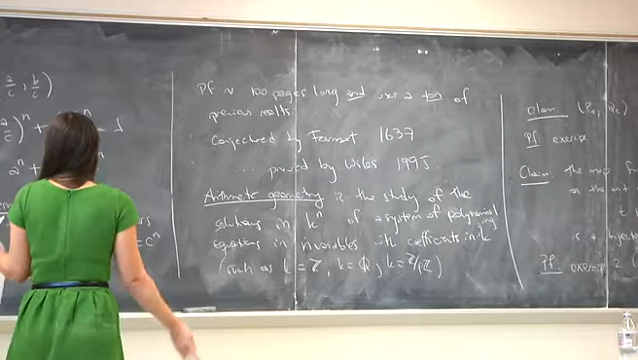 (a/c, b/c)
(a/c)^n + 1
a^n +
= c^n
Pf ~ 100 pages long and uses a ton of
previous results.
Conjectured by Fermat 1637
... proved by Wiles 1995.
Arithmetic geometry is the study of the
solutions in k^n of a system of polynomial
equations in n variables with coefficients in k
(such as k = ℤ, k = ℚ, k = ℤ/pℤ)
Claim:
Pf exercise
Claim: the map
is a
Pf: exercise